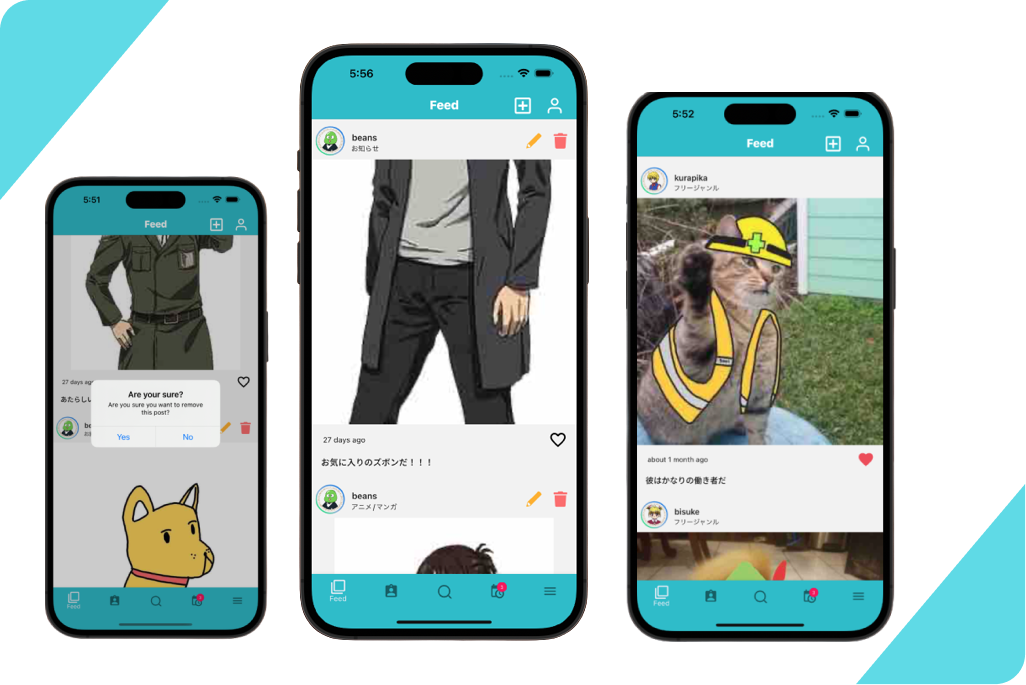 5:51
Feed
27 days ago
あたらしい
Are your sure?
Are you sure you want to remove
this post?
Yes
No
be
Feed
5:56
Feed
beans
お知らせ
27 days ago
お気に入りのズボンだ！！！
beans
アニメ/マンガ
Feed
5:52
Feed
kurapika
フリージャンル
about 1 month ago
彼はかなりの働き者だ
bisuke
フリージャンル
Feed